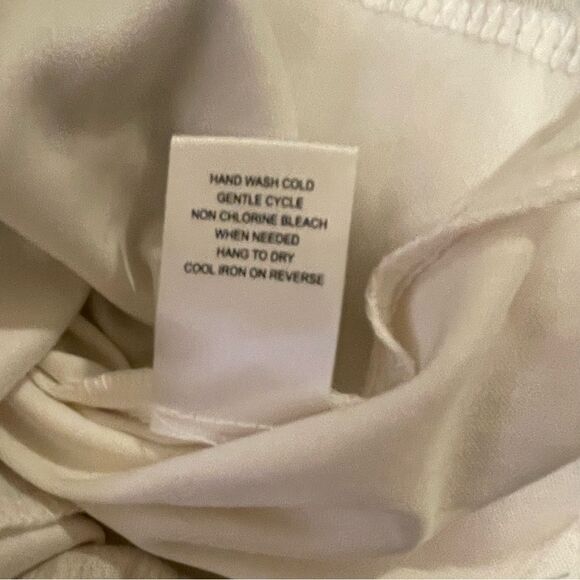 HAND WASH COLD
GENTLE CYCLE
NON CHLORINE BLEACH
WHEN NEEDED
HANG TO DRY
COOL IRON ON REVERSE